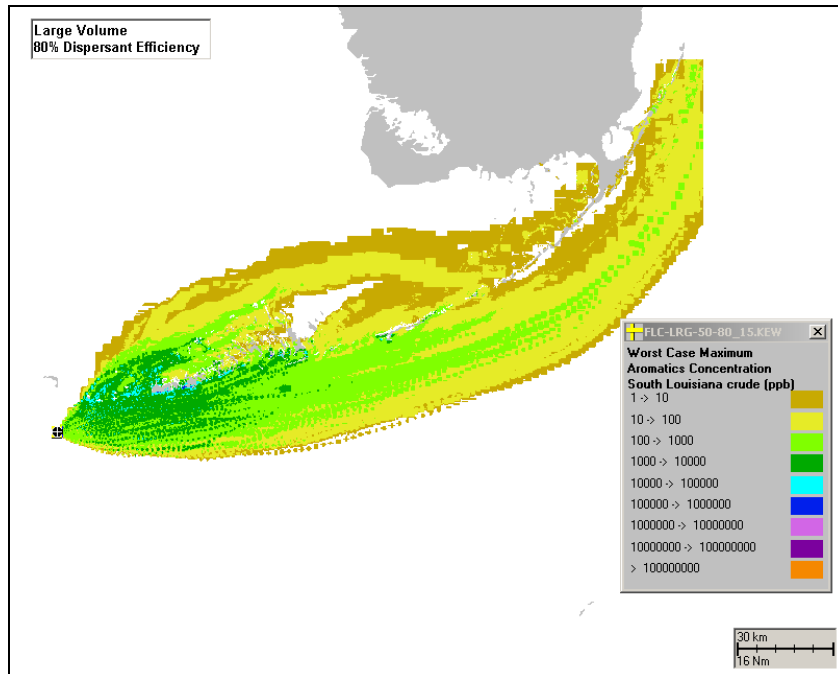 Large Volume
80% Dispersant Efficiency
FLC-LRG-50-80_15.KEW
Worst Case Maximum
Aromatics Concentration
South Louisiana crude (ppb)
1 -> 10
10 -> 100
100 -> 1000
1000 -> 10000
10000 -> 100000
100000 -> 1000000
1000000 -> 10000000
10000000 -> 100000000
> 100000000
30 km
16 Nm